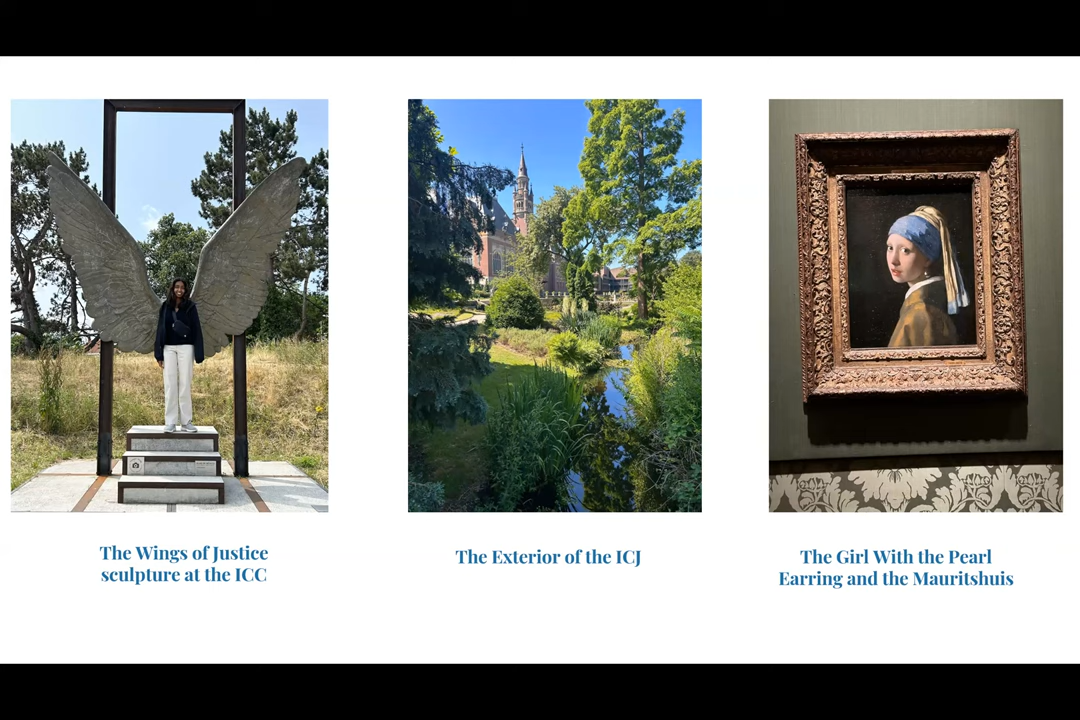 The Wings of Justice
sculpture at the ICC
The Exterior of the ICJ
The Girl With the Pearl
Earring and the Mauritshuis